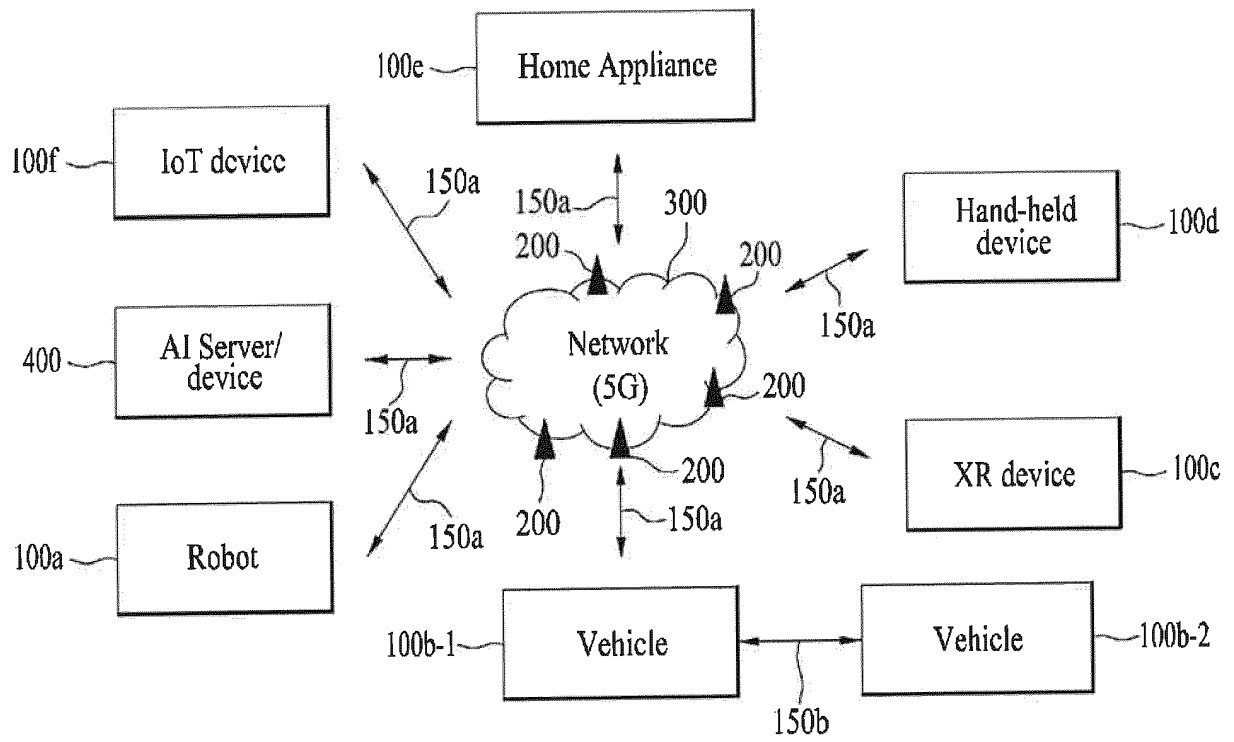 100e
Home Appliance
100f
IoT device
150a
150a
300
Hand-held
device
100d
200
200
150a
400
AI Server/
device
150a
Network
(5G)
200
150a
XR device
100c
200
200
150a
150a
100a
Robot
100b-1
Vehicle
Vehicle
100b-2
150b